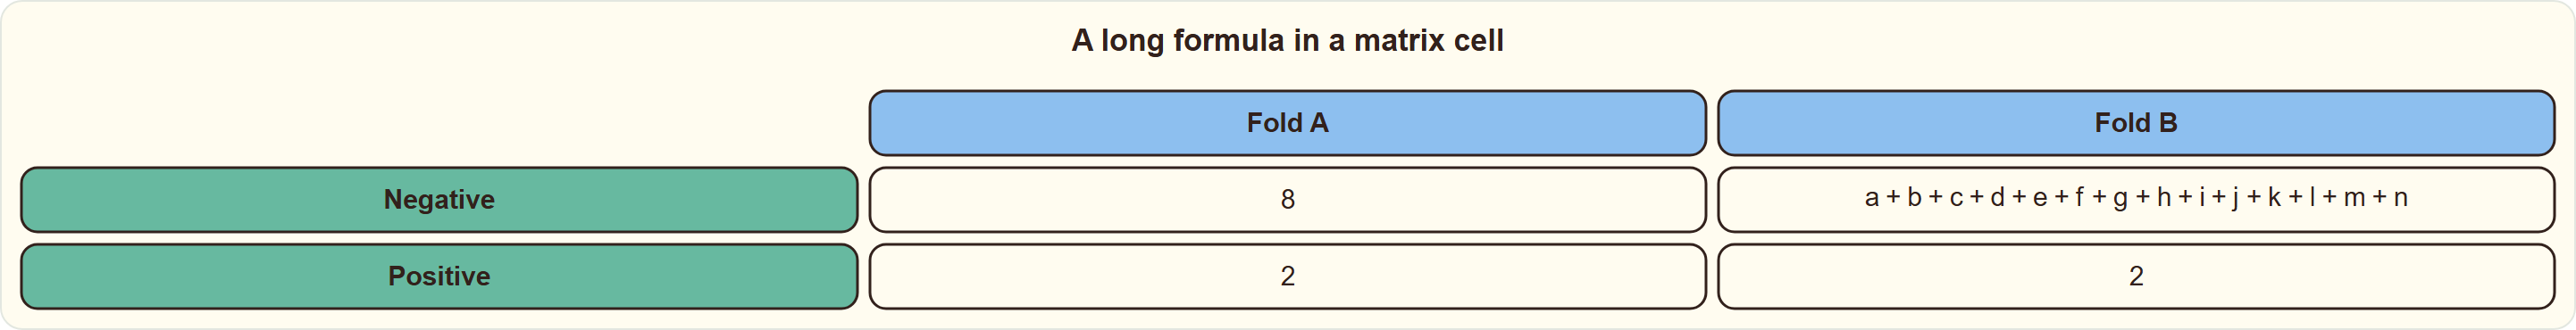 A long formula in a matrix cell
Fold A Fold B
Negative 8 a + b + c + d + e + f + g + h + i + j + k + l + m + n
Positive 2 2